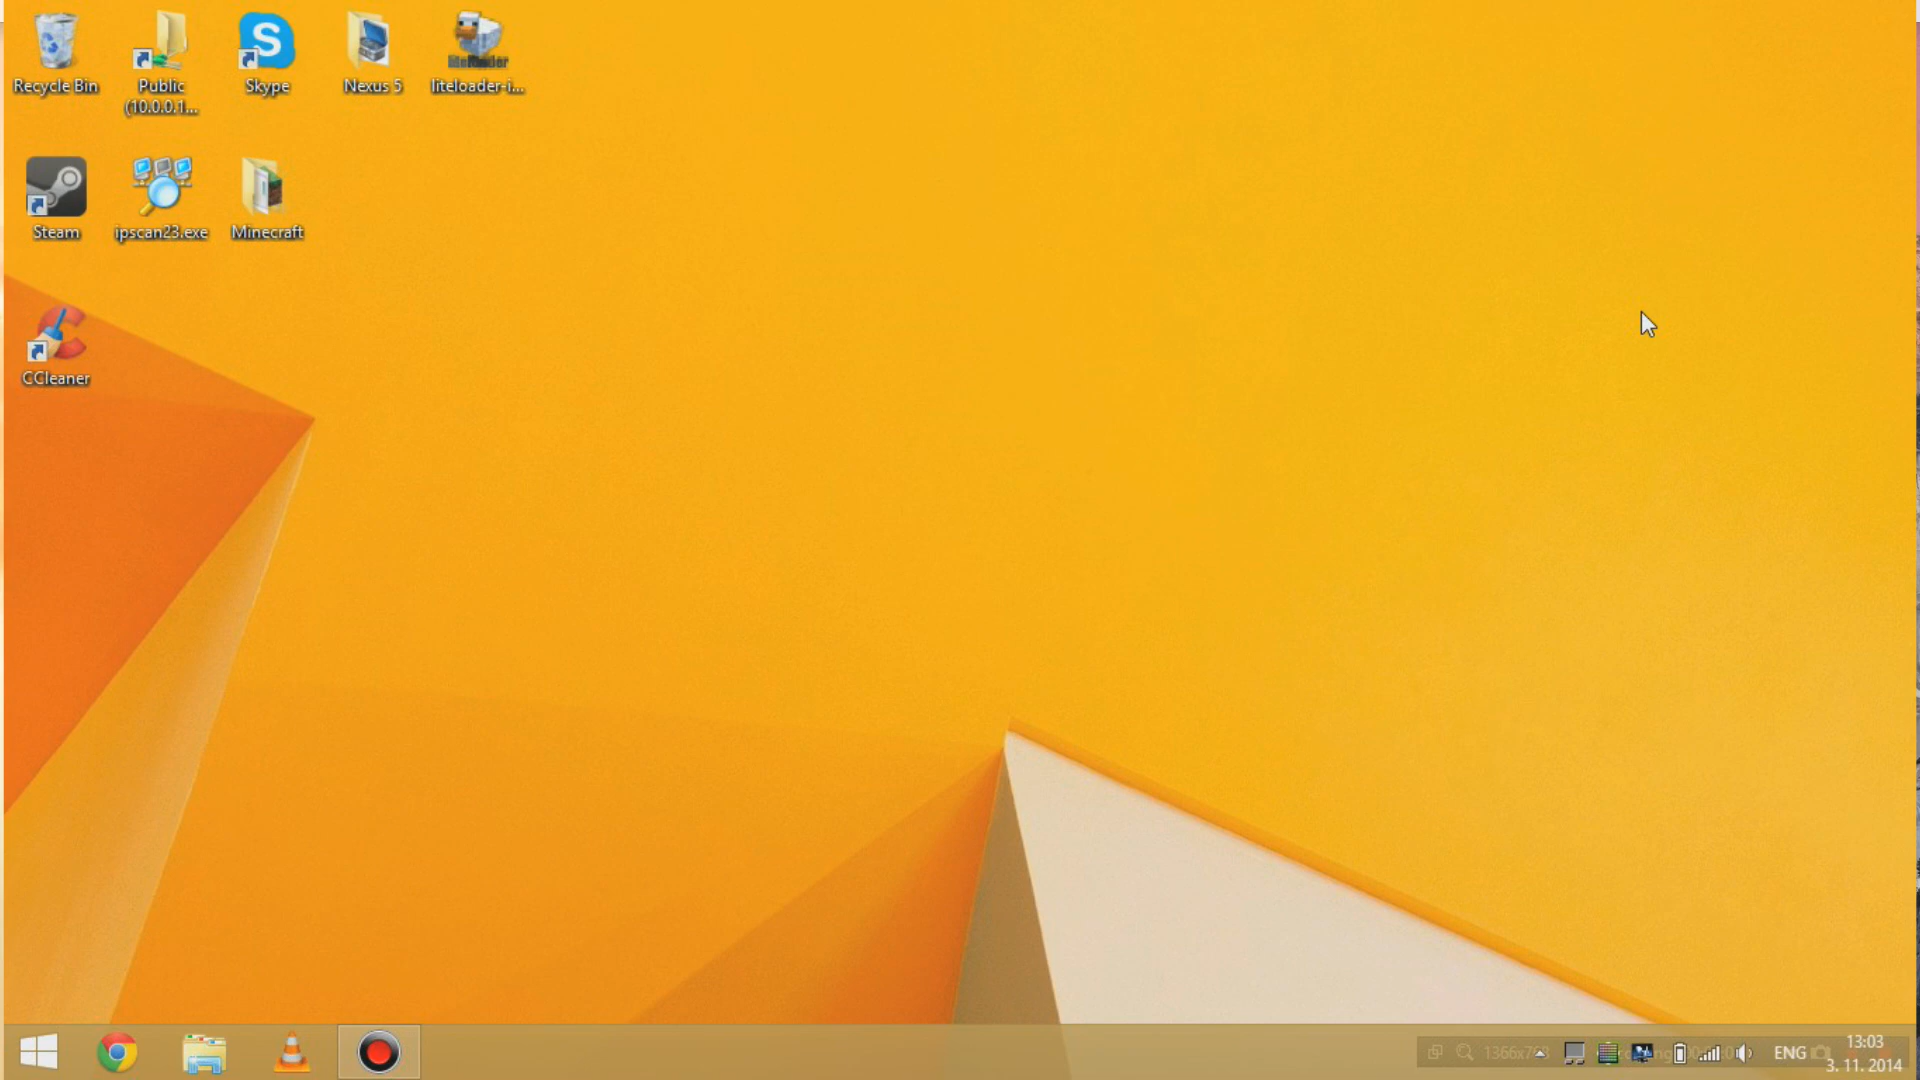 Recycle Bin
Public
(10.0.0.1...
Skype
Nexus 5
liteloader-i...
Steam
ipscan23.exe
Minecraft
CCleaner
ENG
13:03
3. 11. 2014